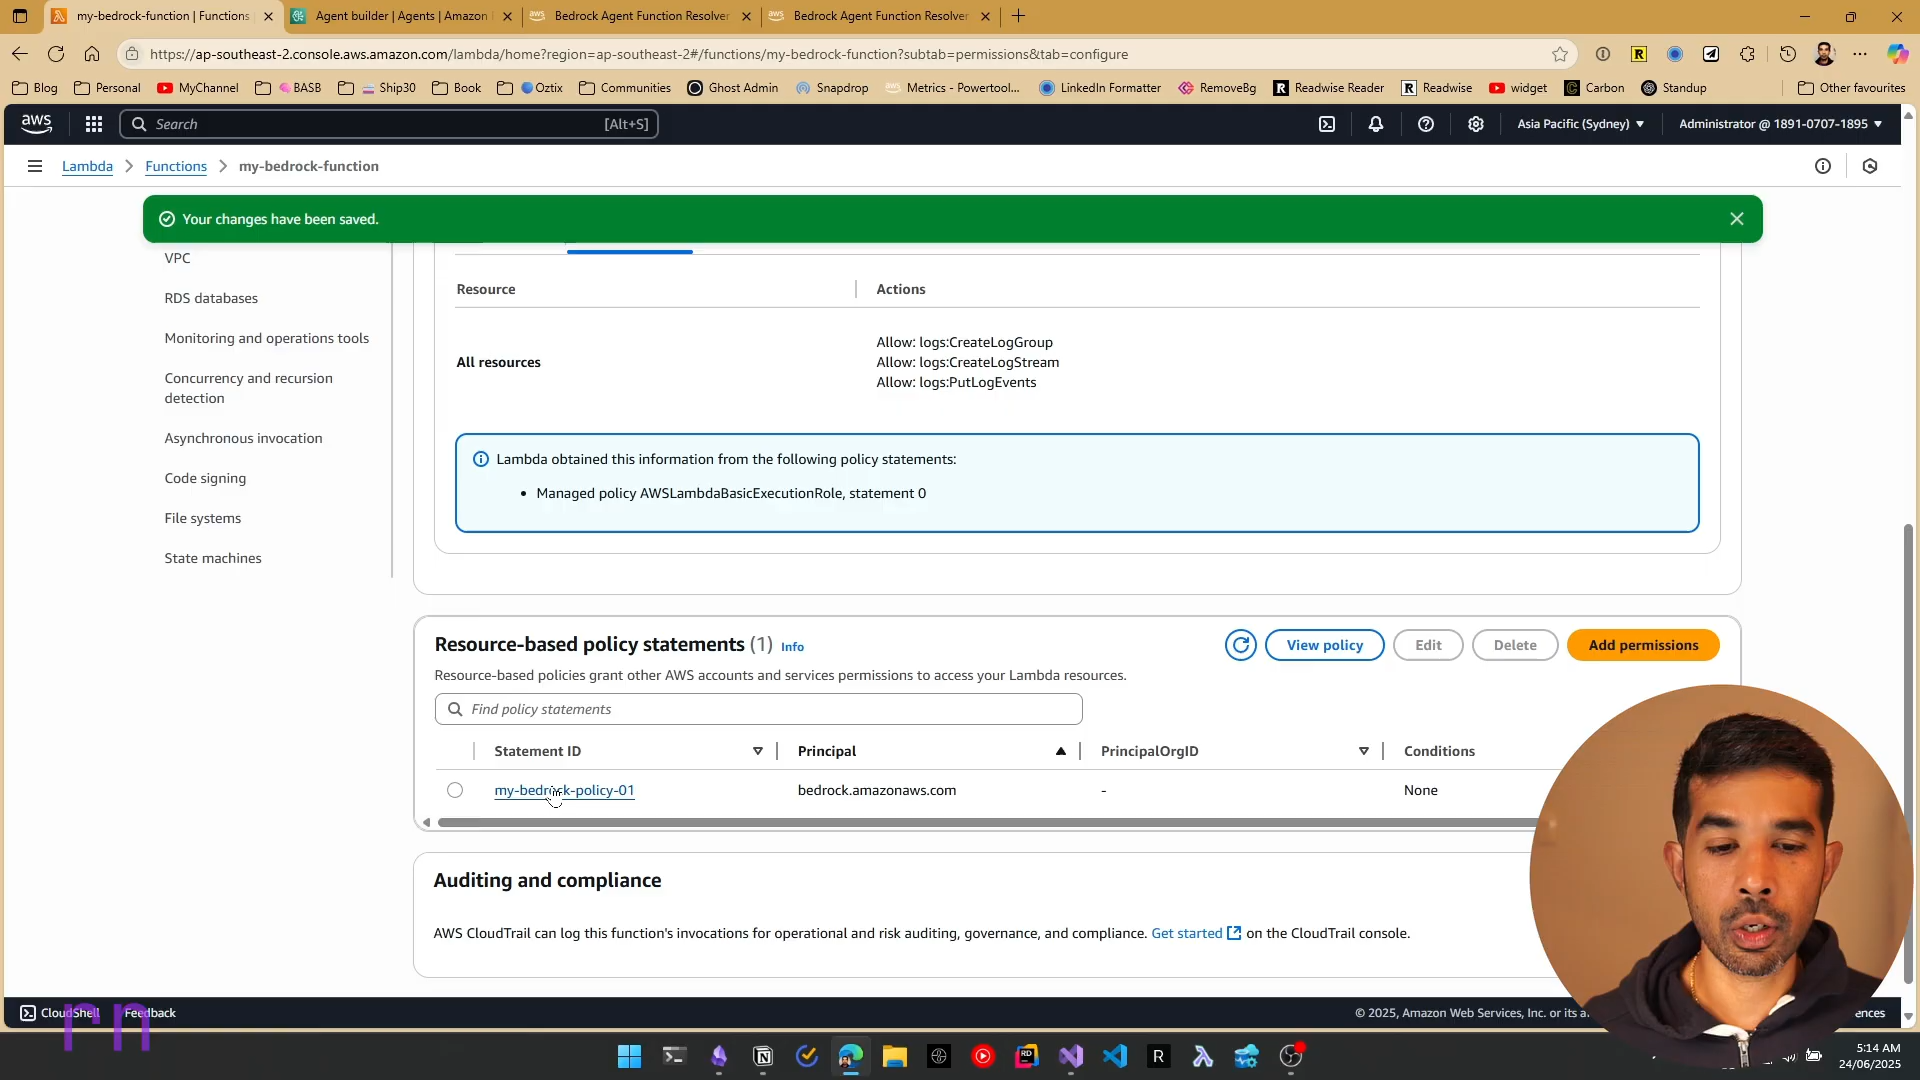 my-bedrock-function | Functions
Agent builder | Agents | Amazon
Bedrock Agent Function Resolver
Bedrock Agent Function Resolver
https://ap-southeast-2.console.aws.amazon.com/lambda/home?region=ap-southeast-2#/functions/my-bedrock-function?subtab=permissions&tab=configure
Blog
Personal
MyChannel
BASB
Ship30
Book
Oztix
Communities
Ghost Admin
Snapdrop
Metrics - Powertool...
LinkedIn Formatter
RemoveBg
Readwise Reader
Readwise
widget
Carbon
Standup
Other favourites
aws
Search
[Alt+S]
Asia Pacific (Sydney)
Administrator @ 1891-0707-1895
Lambda
Functions
my-bedrock-function
Your changes have been saved.
VPC
RDS databases
Monitoring and operations tools
Concurrency and recursion
detection
Asynchronous invocation
Code signing
File systems
State machines
Resource
Actions
All resources
Allow: logs:CreateLogGroup
Allow: logs:CreateLogStream
Allow: logs:PutLogEvents
Lambda obtained this information from the following policy statements:
• Managed policy AWSLambdaBasicExecutionRole, statement 0
Resource-based policy statements (1) Info
View policy
Edit
Delete
Add permissions
Resource-based policies grant other AWS accounts and services permissions to access your Lambda resources.
Find policy statements
Statement ID
Principal
PrincipalOrgID
Conditions
my-bedrock-policy-01
bedrock.amazonaws.com
-
None
Auditing and compliance
AWS CloudTrail can log this function's invocations for operational and risk auditing, governance, and compliance. Get started on the CloudTrail console.
CloudShell
Feedback
© 2025, Amazon Web Services, Inc. or its a
rn
5:14 AM
24/06/2025